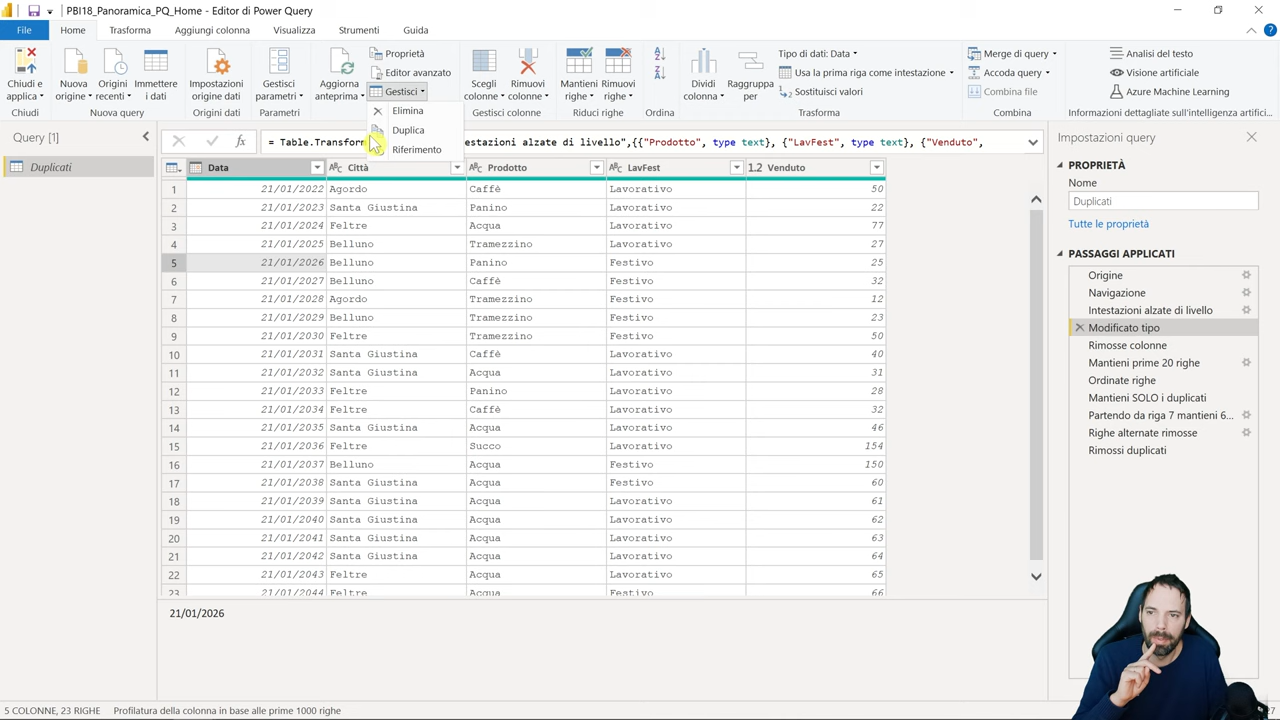 PBI18_Panoramica_PQ_Home - Editor di Power Query
File Home Trasforma Aggiungi colonna Visualizza Strumenti Guida
Chiudi e applica
Nuova origine
Origini recenti
Immettere i dati
Impostazioni origine dati
Gestisci parametri
Aggiorna anteprima
Proprietà
Editor avanzato
Gestisci
Scegli colonne
Rimuovi colonne
Mantieni righe
Rimuovi righe
Dividi colonna
Raggruppa per
Tipo di dati: Data
Usa la prima riga come intestazione
Sostituisci valori
Merge di query
Accoda query
Combina file
Analisi del testo
Visione artificiale
Azure Machine Learning
Chiudi Nuova query Origini dati Parametri Gestisci colonne Riduci righe Ordina Trasforma Combina Informazioni dettagliate sull'intelligenza artifici...
Elimina
Duplica
Riferimento
Query [1]
Duplicati
fx = Table.Transform estazioni alzate di livello",{{"Prodotto", type text}, {"LavFest", type text}, {"Venduto",
Data Città Prodotto LavFest 1.2 Venduto
1 21/01/2022 Agordo Caffè Lavorativo 50
2 21/01/2023 Santa Giustina Panino Lavorativo 22
3 21/01/2024 Feltre Acqua Lavorativo 77
4 21/01/2025 Belluno Tramezzino Lavorativo 27
5 21/01/2026 Belluno Panino Festivo 25
6 21/01/2027 Belluno Caffè Festivo 32
7 21/01/2028 Agordo Tramezzino Festivo 12
8 21/01/2029 Belluno Tramezzino Festivo 23
9 21/01/2030 Feltre Tramezzino Festivo 50
10 21/01/2031 Santa Giustina Caffè Lavorativo 40
11 21/01/2032 Santa Giustina Acqua Lavorativo 31
12 21/01/2033 Feltre Panino Lavorativo 28
13 21/01/2034 Feltre Caffè Lavorativo 32
14 21/01/2035 Santa Giustina Acqua Lavorativo 46
15 21/01/2036 Feltre Succo Lavorativo 154
16 21/01/2037 Belluno Acqua Festivo 150
17 21/01/2038 Santa Giustina Acqua Festivo 60
18 21/01/2039 Santa Giustina Acqua Lavorativo 61
19 21/01/2040 Santa Giustina Acqua Lavorativo 62
20 21/01/2041 Santa Giustina Acqua Lavorativo 63
21 21/01/2042 Santa Giustina Acqua Lavorativo 64
22 21/01/2043 Feltre Acqua Lavorativo 65
23 21/01/2044 Feltre Acqua Lavorativo 66
21/01/2026
Impostazioni query
PROPRIETÀ
Nome
Duplicati
Tutte le proprietà
PASSAGGI APPLICATI
Origine
Navigazione
Intestazioni alzate di livello
Modificato tipo
Rimosse colonne
Mantieni prime 20 righe
Ordinate righe
Mantieni SOLO i duplicati
Partendo da riga 7 mantieni 6...
Righe alternate rimosse
Rimossi duplicati
5 COLONNE, 23 RIGHE Profilatura della colonna in base alle prime 1000 righe